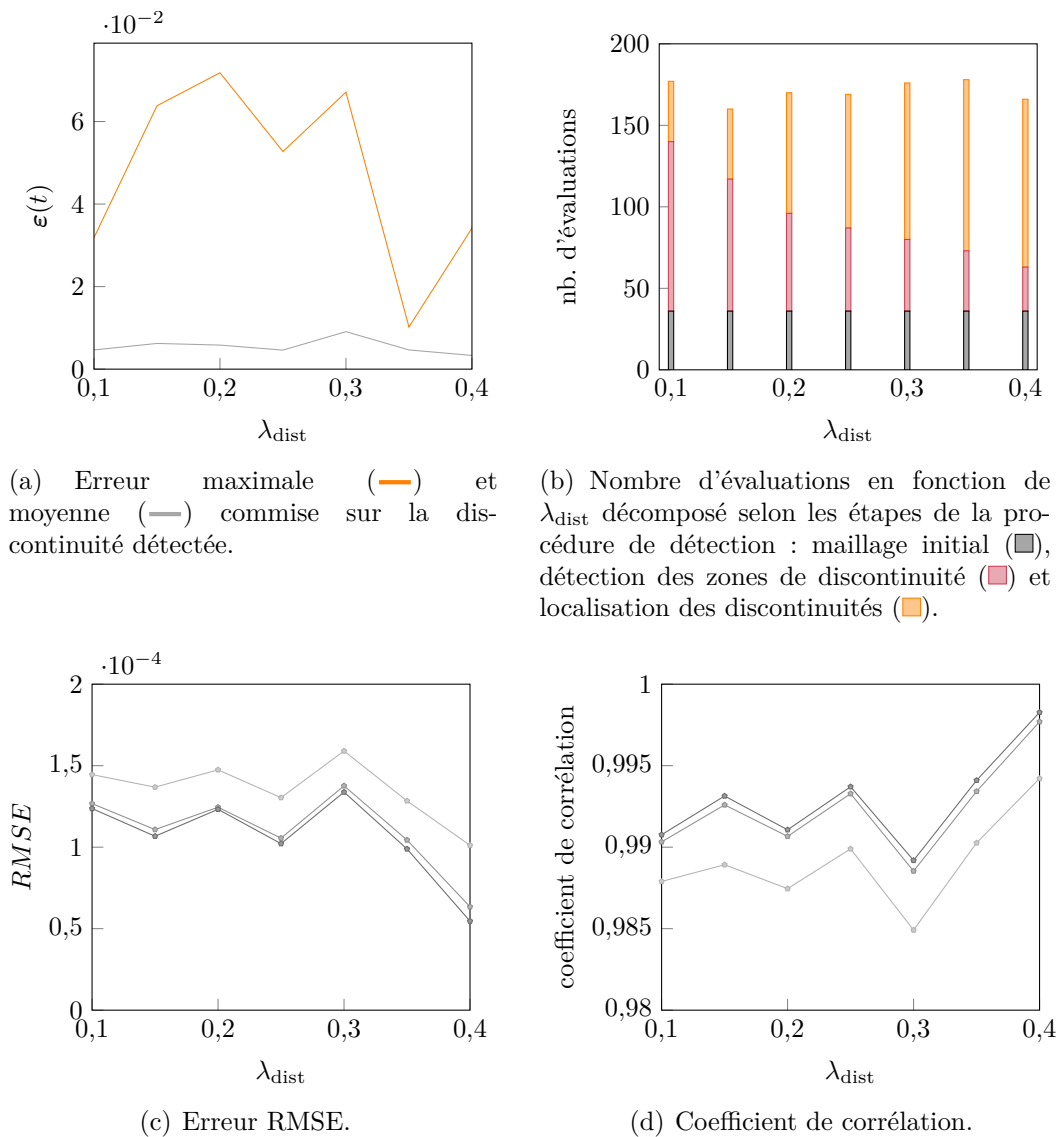 ·10−2
6
4
2
0
ε(t)
0,1 0,2 0,3 0,4
λdist
200
150
100
50
0
nb. d'évaluations
0,1 0,2 0,3 0,4
λdist
(a) Erreur maximale ( ) et
moyenne ( ) commise sur la dis-
continuité détectée.
(b) Nombre d'évaluations en fonction de
λdist décomposé selon les étapes de la pro-
cédure de détection : maillage initial ( ),
détection des zones de discontinuité ( ) et
localisation des discontinuités ( ).
·10−4
2
1,5
1
0,5
0
RMSE
0,1 0,2 0,3 0,4
λdist
(c) Erreur RMSE.
1
0,995
0,99
0,985
0,98
coefficient de corrélation
0,1 0,2 0,3 0,4
λdist
(d) Coefficient de corrélation.